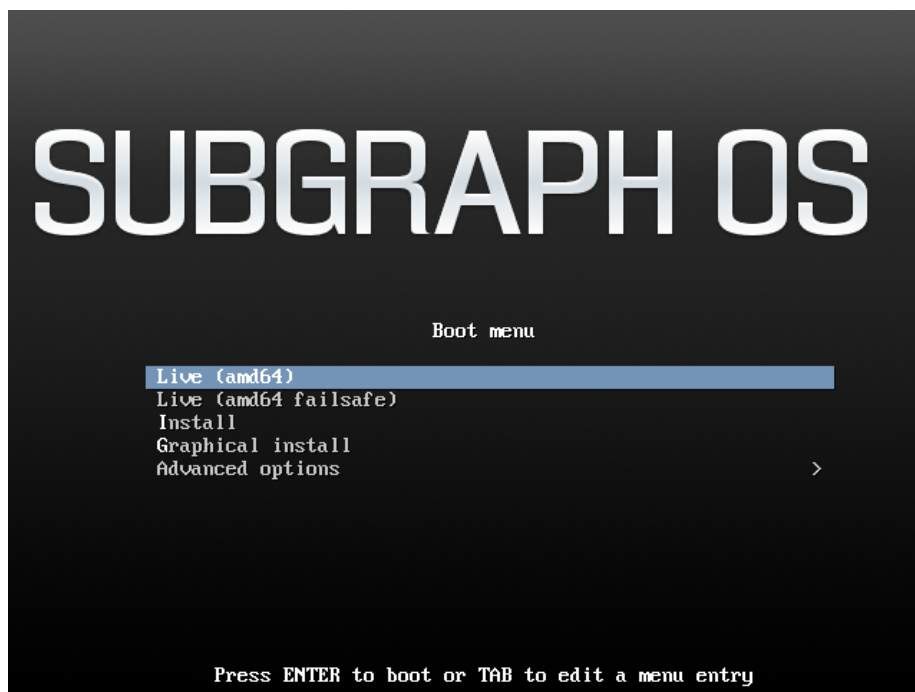 SUBGRAPH OS
Boot menu
Live (amd64)
Live (amd64 failsafe)
Install
Graphical install
Advanced options >
Press ENTER to boot or TAB to edit a menu entry